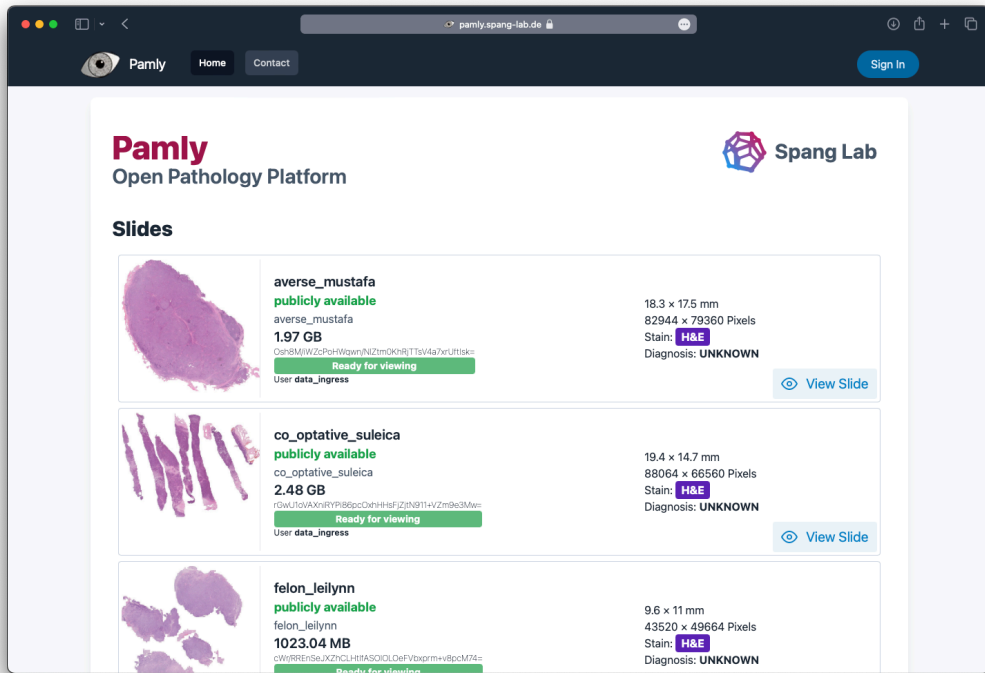 pamly.spang-lab.de
Pamly
Home
Contact
Sign In
Pamly
Open Pathology Platform
Spang Lab
Slides
averse_mustafa
publicly available
averse_mustafa
1.97 GB
Ready for viewing
User data_ingress
18.3 × 17.5 mm
82944 × 79360 Pixels
Stain: H&E
Diagnosis: UNKNOWN
View Slide
co_optative_suleica
publicly available
co_optative_suleica
2.48 GB
Ready for viewing
User data_ingress
19.4 × 14.7 mm
88064 × 66560 Pixels
Stain: H&E
Diagnosis: UNKNOWN
View Slide
felon_leilynn
publicly available
felon_leilynn
1023.04 MB
Ready for viewing
9.6 × 11 mm
43520 × 49664 Pixels
Stain: H&E
Diagnosis: UNKNOWN